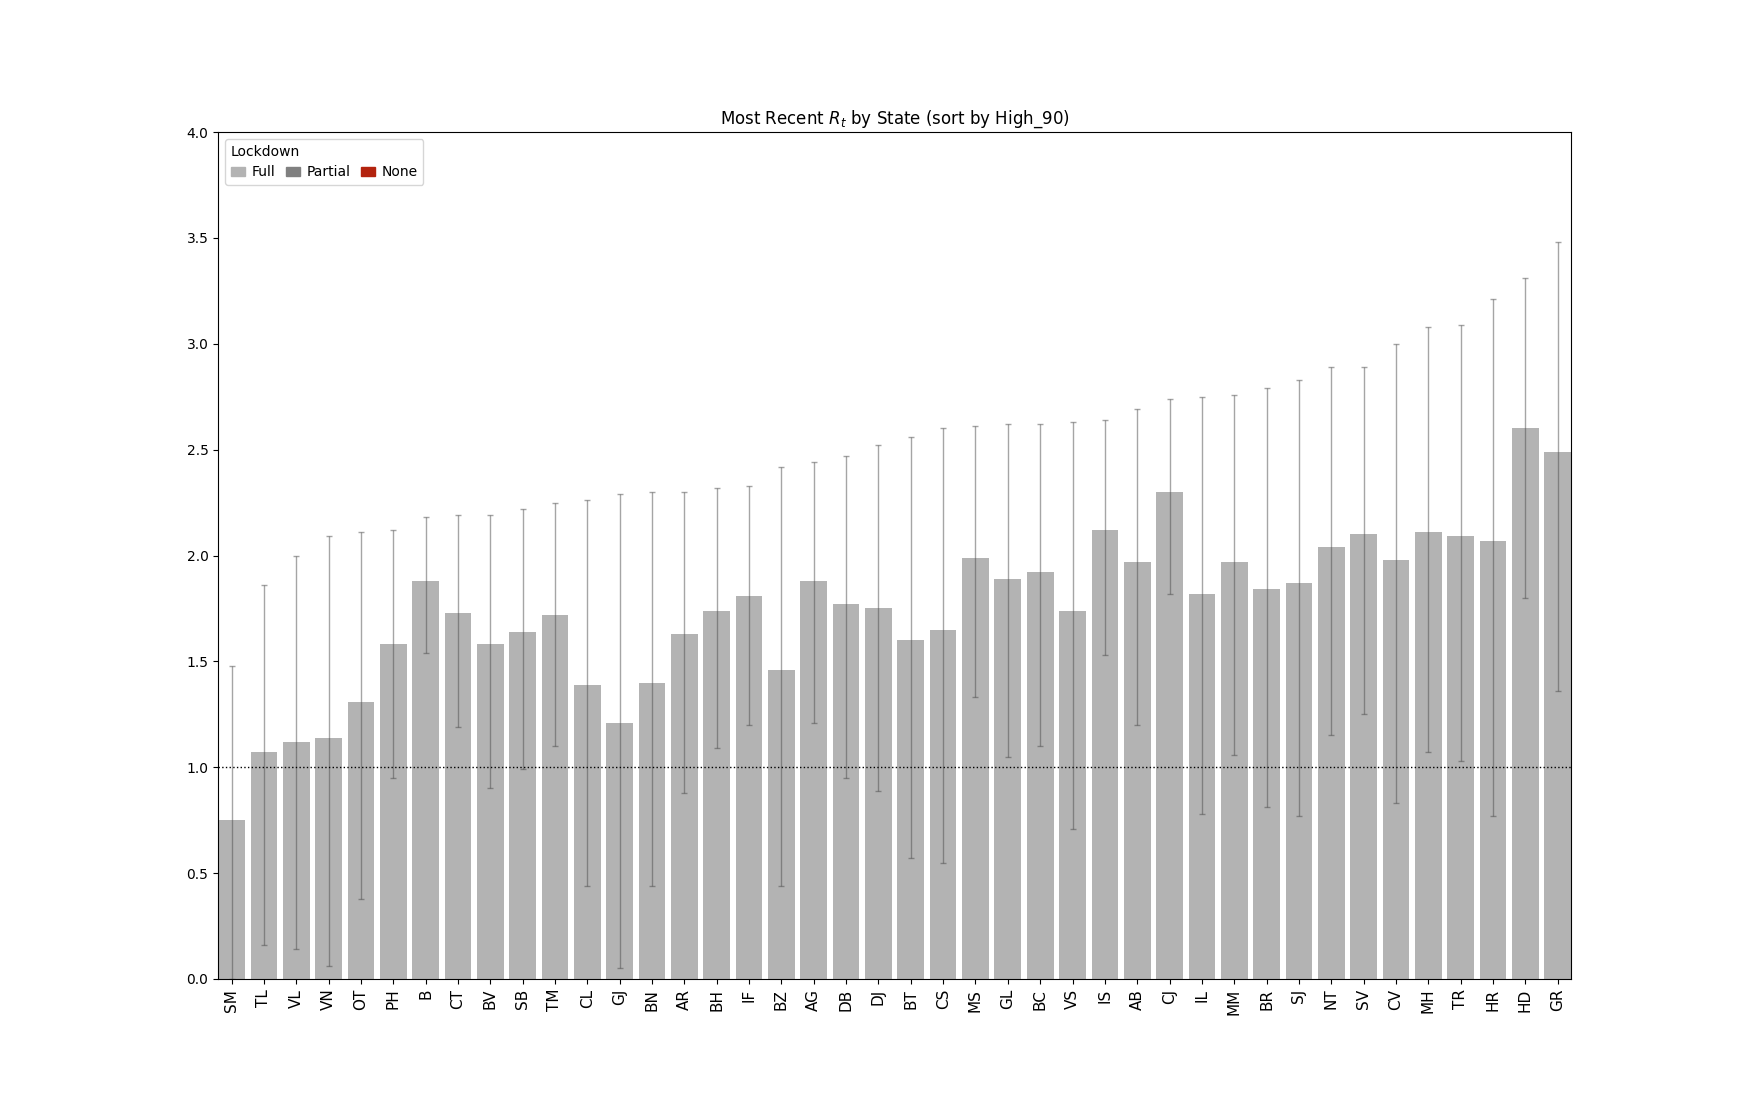 Most Recent R_t by State (sort by High_90)
4.0
Lockdown
Full Partial None
3.5
3.0
2.5
2.0
1.5
1.0
0.5
0.0
SM TL VL VN OT PH B CT BV SB TM CL GJ BN AR BH IF BZ AG DB DJ BT CS MS GL BC VS IS AB CJ IL MM BR SJ NT SV CV MH TR HR HD GR